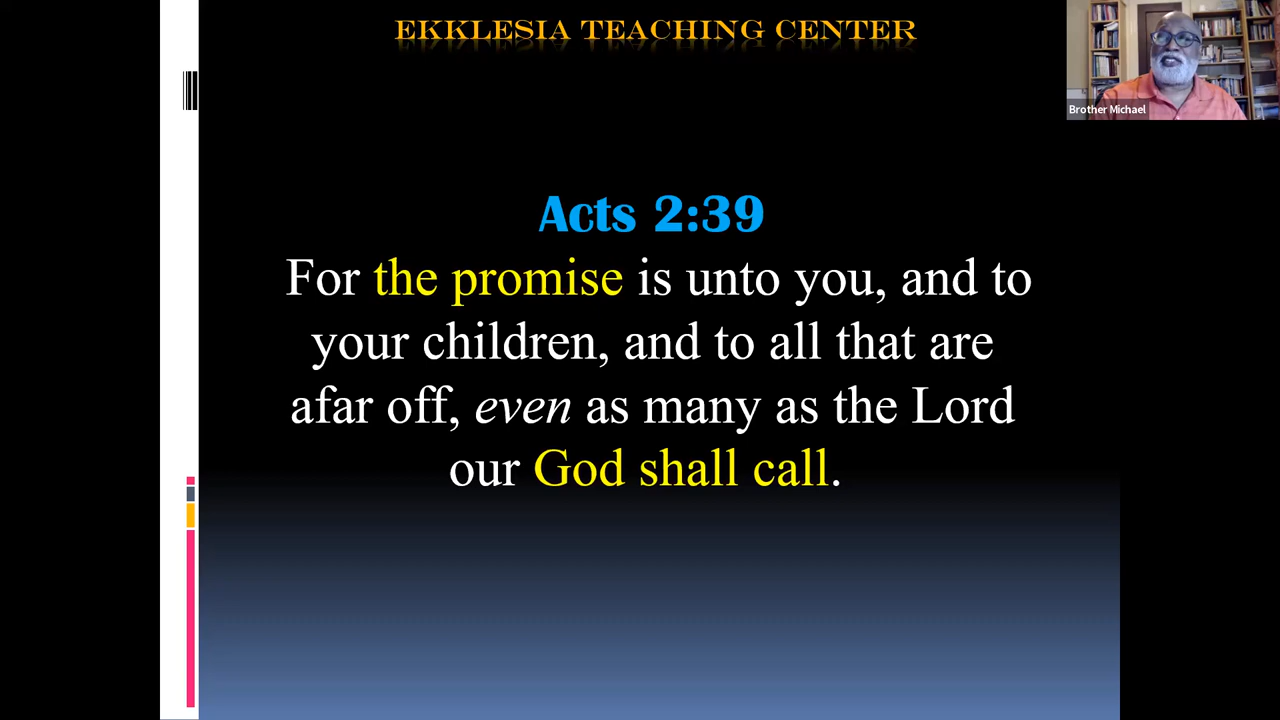 EKKLESIA TEACHING CENTER
Brother Michael
Acts 2:39
For the promise is unto you, and to
your children, and to all that are
afar off, even as many as the Lord
our God shall call.